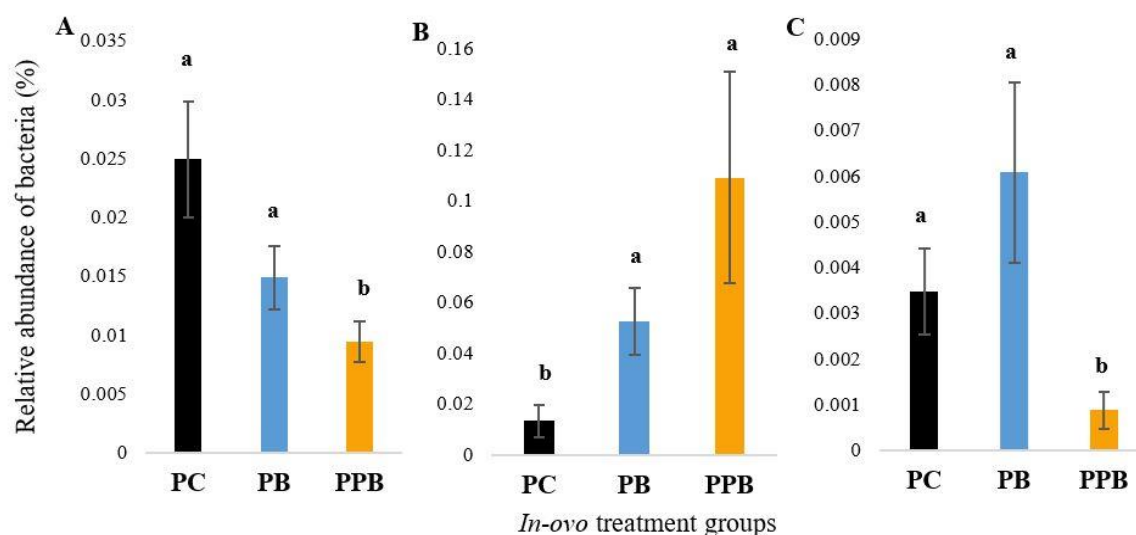 A
0.035
0.03
0.025
0.02
0.015
0.01
0.005
0
a
a
b
PC PB PPB
B
0.16
0.14
0.12
0.1
0.08
0.06
0.04
0.02
0
b
a
a
PC PB PPB
C
0.009
0.008
0.007
0.006
0.005
0.004
0.003
0.002
0.001
0
a
a
b
PC PB PPB
Relative abundance of bacteria (%)
In-ovo treatment groups